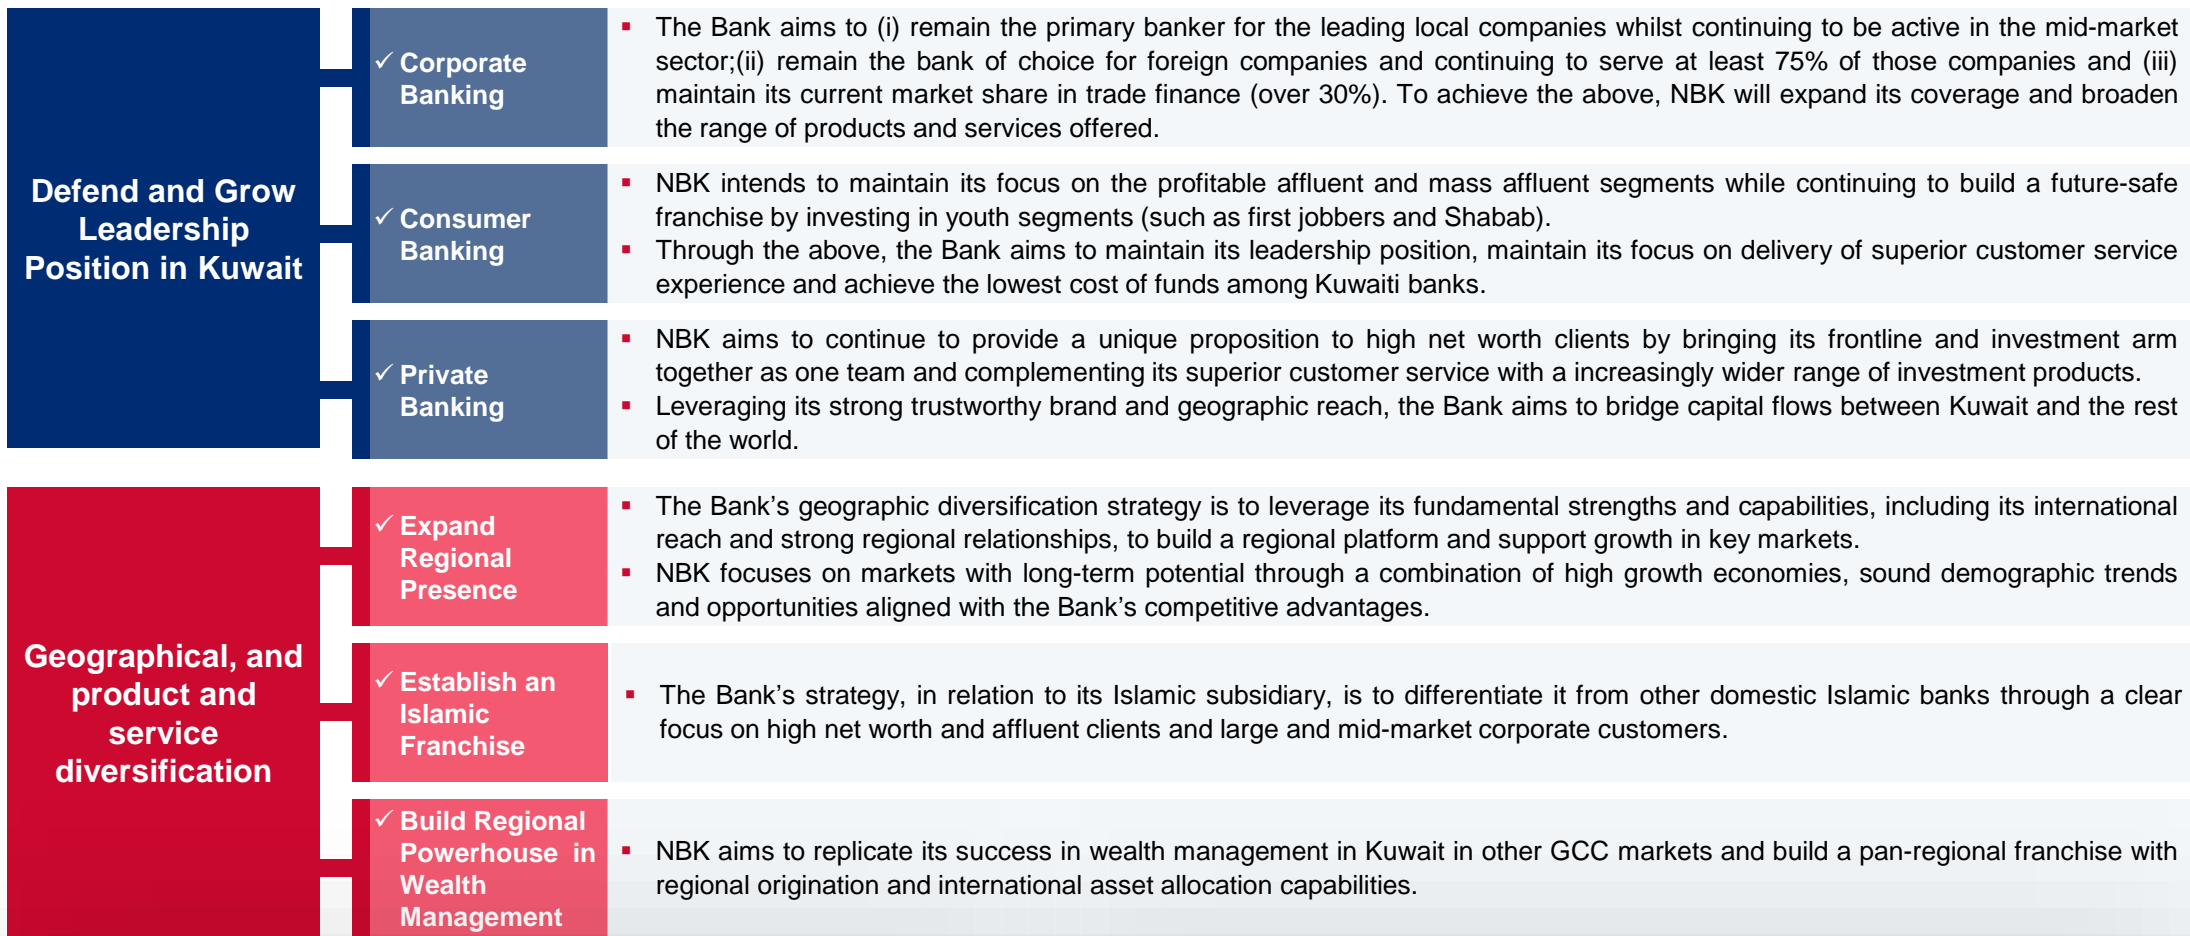 Defend and Grow
Leadership
Position in Kuwait
✓ Corporate
Banking
▪ The Bank aims to (i) remain the primary banker for the leading local companies whilst continuing to be active in the mid-market
sector;(ii) remain the bank of choice for foreign companies and continuing to serve at least 75% of those companies and (iii)
maintain its current market share in trade finance (over 30%). To achieve the above, NBK will expand its coverage and broaden
the range of products and services offered.
✓ Consumer
Banking
▪ NBK intends to maintain its focus on the profitable affluent and mass affluent segments while continuing to build a future-safe
franchise by investing in youth segments (such as first jobbers and Shabab).
▪ Through the above, the Bank aims to maintain its leadership position, maintain its focus on delivery of superior customer service
experience and achieve the lowest cost of funds among Kuwaiti banks.
✓ Private
Banking
▪ NBK aims to continue to provide a unique proposition to high net worth clients by bringing its frontline and investment arm
together as one team and complementing its superior customer service with a increasingly wider range of investment products.
▪ Leveraging its strong trustworthy brand and geographic reach, the Bank aims to bridge capital flows between Kuwait and the rest
of the world.
Geographical, and
product and
service
diversification
✓ Expand
Regional
Presence
▪ The Bank’s geographic diversification strategy is to leverage its fundamental strengths and capabilities, including its international
reach and strong regional relationships, to build a regional platform and support growth in key markets.
▪ NBK focuses on markets with long-term potential through a combination of high growth economies, sound demographic trends
and opportunities aligned with the Bank’s competitive advantages.
✓ Establish an
Islamic
Franchise
▪ The Bank’s strategy, in relation to its Islamic subsidiary, is to differentiate it from other domestic Islamic banks through a clear
focus on high net worth and affluent clients and large and mid-market corporate customers.
✓ Build Regional
Powerhouse in
Wealth
Management
▪ NBK aims to replicate its success in wealth management in Kuwait in other GCC markets and build a pan-regional franchise with
regional origination and international asset allocation capabilities.